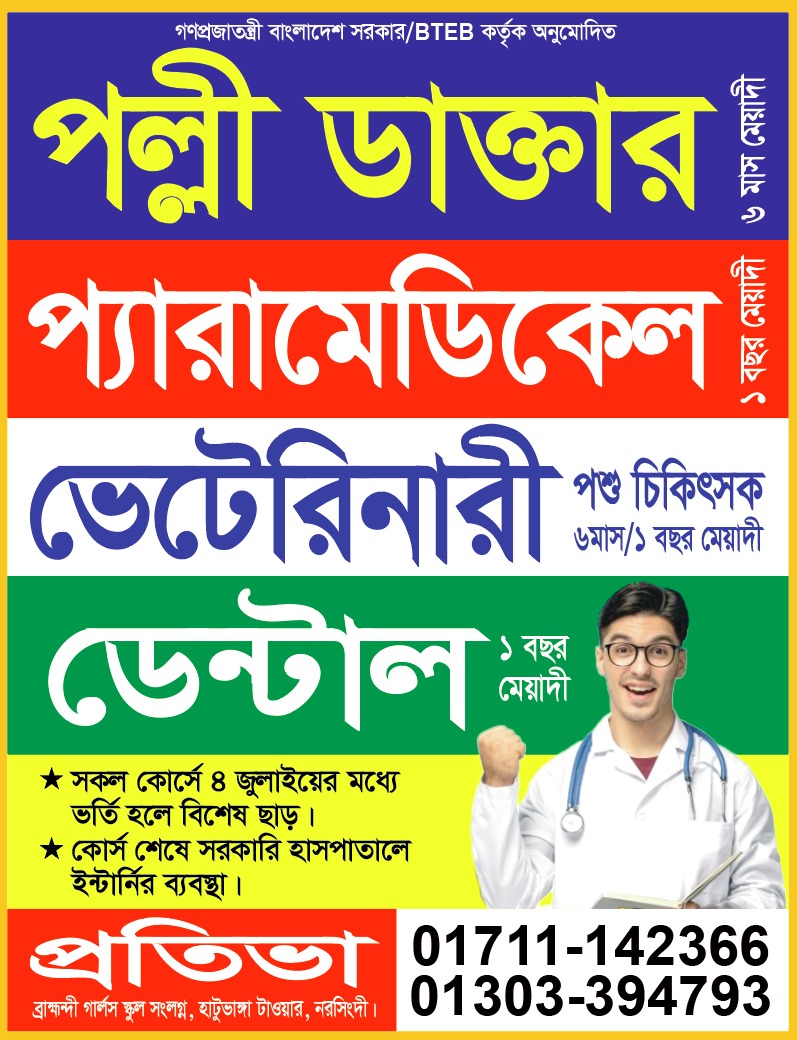 গণপ্রজাতন্ত্রী বাংলাদেশ সরকার/BTEB কর্তৃক অনুমোদিত
পল্লী ডাক্তার
৬ মাস মেয়াদী
প্যারামেডিকেল
১ বছর মেয়াদী
ভেটেরিনারী
পশু চিকিৎসক
৬মাস/১ বছর মেয়াদী
ডেন্টাল
১ বছর
মেয়াদী
★ সকল কোর্সে ৪ জুলাইয়ের মধ্যে
ভর্তি হলে বিশেষ ছাড়।
★ কোর্স শেষে সরকারি হাসপাতালে
ইন্টার্নির ব্যবস্থা।
প্রতিভা
ব্রাহ্মন্দী গার্লস স্কুল সংলগ্ন, হাটুভাঙ্গা টাওয়ার, নরসিংদী।
01711-142366
01303-394793